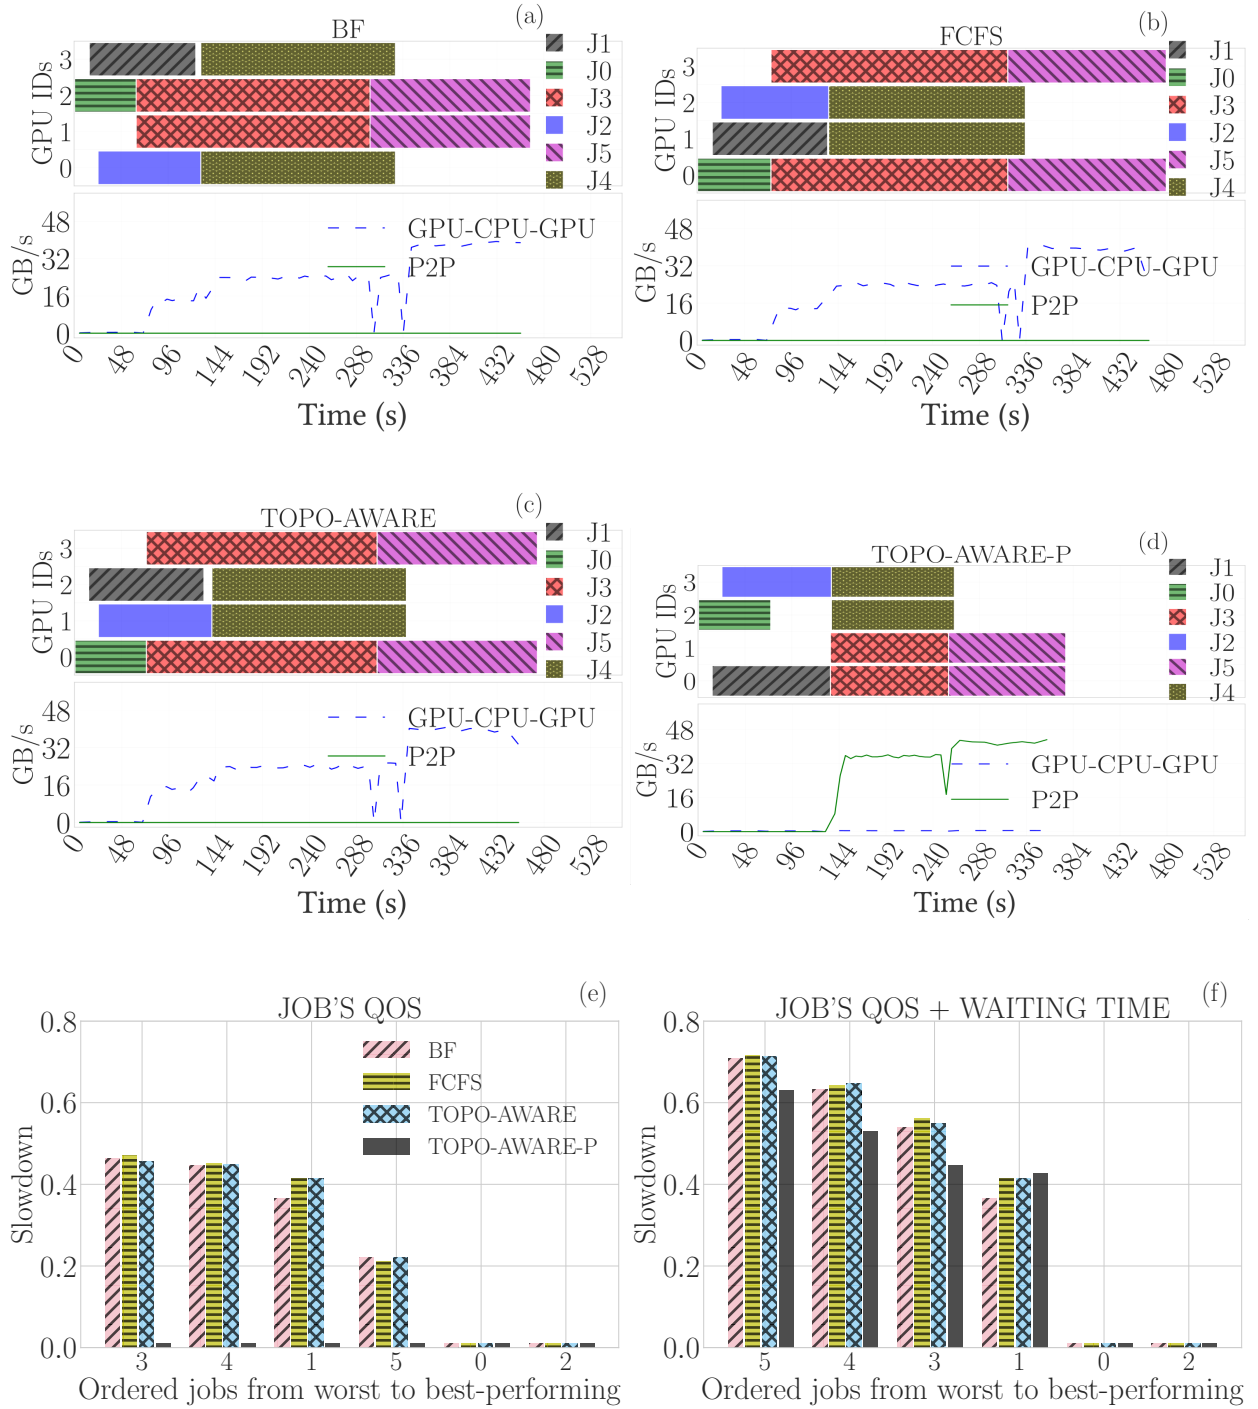 (a)
BF
GPU IDs
3
2
1
0
J1
J0
J3
J2
J5
J4
GB/s
48
32
16
0
GPU-CPU-GPU
P2P
0 48 96 144 192 240 288 336 384 432 480 528
Time (s)
(b)
FCFS
GPU IDs
3
2
1
0
J1
J0
J3
J2
J5
J4
GB/s
48
32
16
0
GPU-CPU-GPU
P2P
0 48 96 144 192 240 288 336 384 432 480 528
Time (s)
(c)
TOPO-AWARE
GPU IDs
3
2
1
0
J1
J0
J3
J2
J5
J4
GB/s
48
32
16
0
GPU-CPU-GPU
P2P
0 48 96 144 192 240 288 336 384 432 480 528
Time (s)
(d)
TOPO-AWARE-P
GPU IDs
3
2
1
0
J1
J0
J3
J2
J5
J4
GB/s
48
32
16
0
GPU-CPU-GPU
P2P
0 48 96 144 192 240 288 336 384 432 480 528
Time (s)
(e)
JOB'S QOS
Slowdown
0.8
0.6
0.4
0.2
0.0
BF
FCFS
TOPO-AWARE
TOPO-AWARE-P
3 4 1 5 0 2
Ordered jobs from worst to best-performing
(f)
JOB'S QOS + WAITING TIME
Slowdown
0.8
0.6
0.4
0.2
0.0
5 4 3 1 0 2
Ordered jobs from worst to best-performing